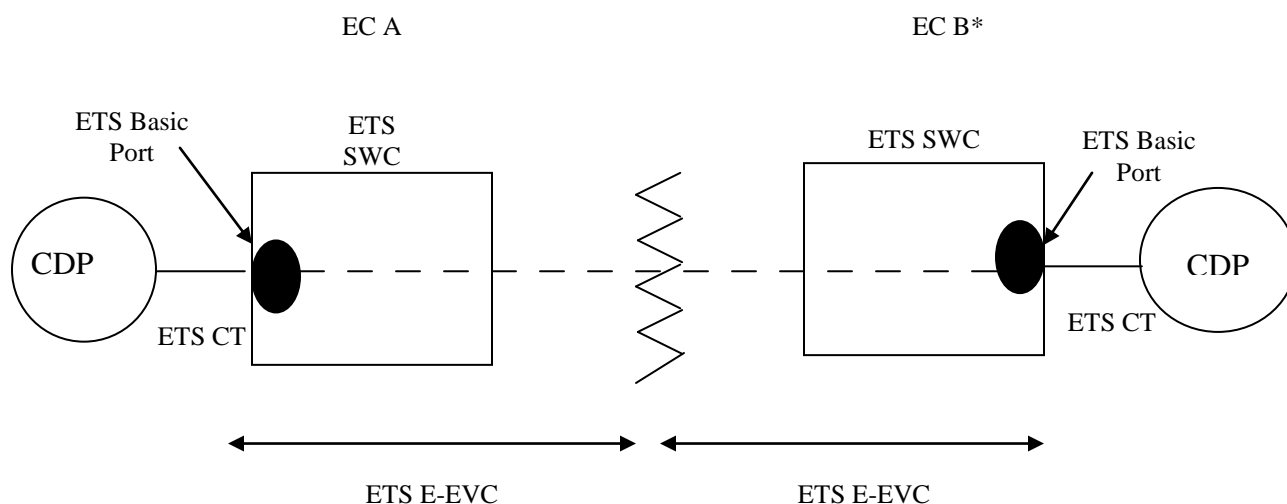 EC A
EC B*
ETS Basic
Port
ETS
SWC
ETS SWC
ETS Basic
Port
CDP
CDP
ETS CT
ETS CT
ETS E-EVC
ETS E-EVC